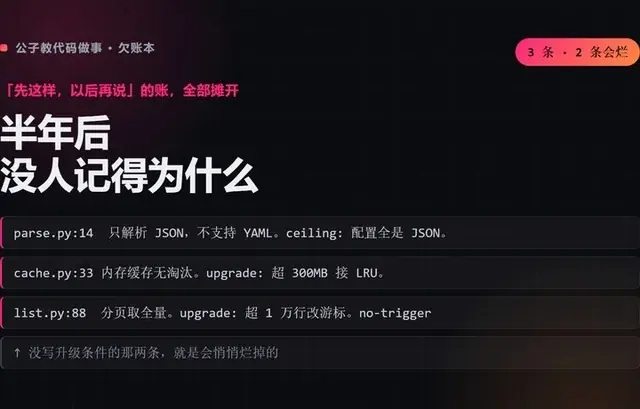 公子教代码做事 · 欠账本
3 条 · 2 条会烂
「先这样，以后再说」的账，全部摊开
半年后
没人记得为什么
parse.py:14 只解析 JSON，不支持 YAML。ceiling: 配置全是 JSON。
cache.py:33 内存缓存无淘汰。upgrade: 超 300MB 接 LRU。
list.py:88 分页取全量。upgrade: 超 1 万行改游标。no-trigger
↑ 没写升级条件的那两条，就是会悄悄烂掉的